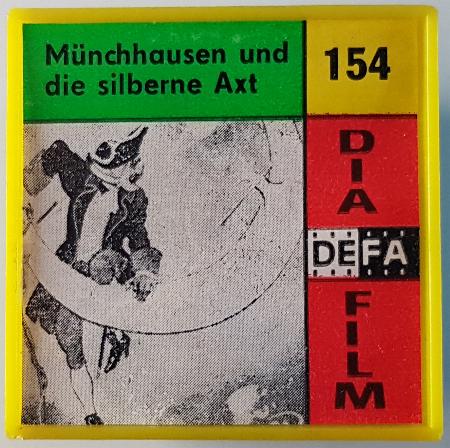 Münchhausen und
die silberne Axt
154
DIA
DEFA
FILM